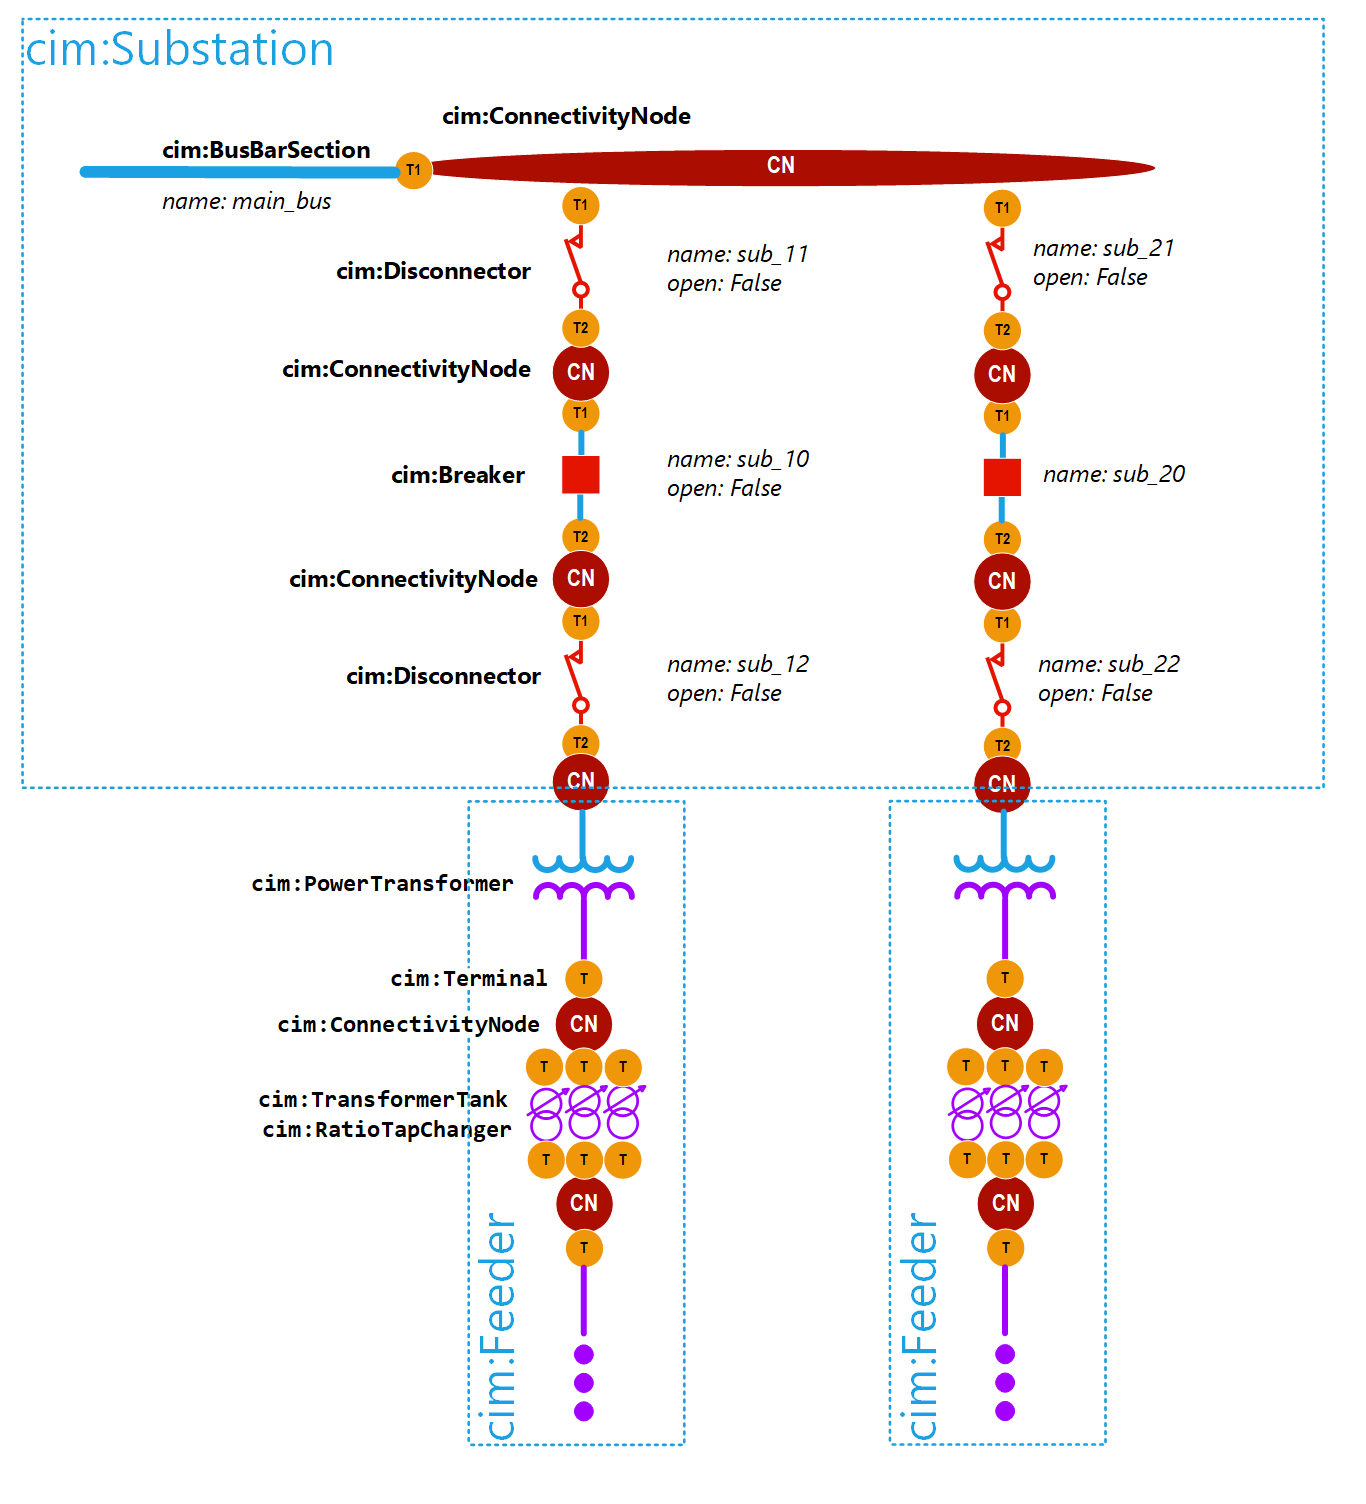 cim:Substation
cim:ConnectivityNode
cim:BusBarSection
T1
CN
name: main_bus
T1
T1
cim:Disconnector
name: sub_11
open: False
name: sub_21
open: False
T2
T2
cim:ConnectivityNode
CN
CN
T1
T1
cim:Breaker
name: sub_10
open: False
name: sub_20
T2
T2
cim:ConnectivityNode
CN
CN
T1
T1
cim:Disconnector
name: sub_12
open: False
name: sub_22
open: False
T2
T2
CN
CN
cim:PowerTransformer
cim:Terminal
T
T
cim:ConnectivityNode
CN
CN
T T T
T T T
cim:TransformerTank
cim:RatioTapChanger
T T T
T T T
CN
CN
T
T
cim:Feeder
cim:Feeder